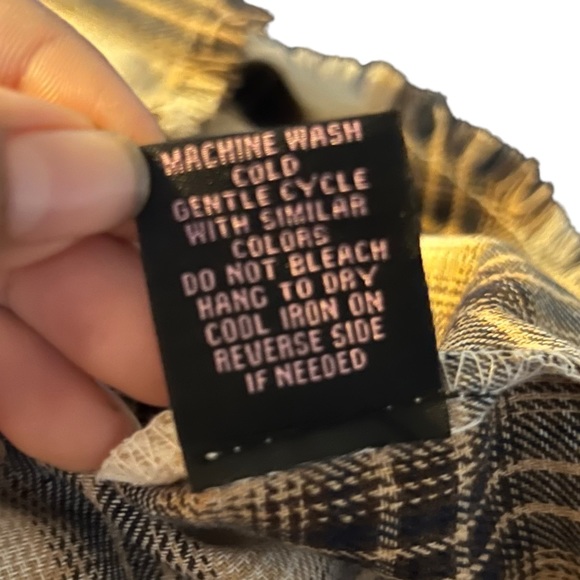 MACHINE WASH
COLD
GENTLE CYCLE
WITH SIMILAR
COLORS
DO NOT BLEACH
HANG TO DRY
COOL IRON ON
REVERSE SIDE
IF NEEDED